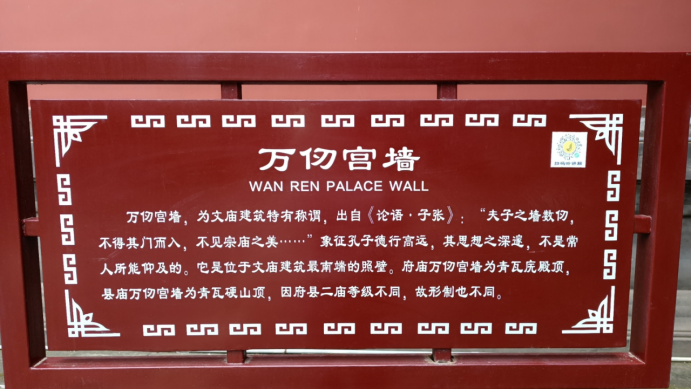 万仞宫墙
WAN REN PALACE WALL
万仞宫墙，为文庙建筑特有称谓，出自《论语·子张》：“夫子之墙数仞，
不得其门而入，不见宗庙之美……”象征孔子德行高远，其思想之深邃，不是常
人所能仰及的。它是位于文庙建筑最南端的照壁。府庙万仞宫墙为青瓦庑殿顶，
县庙万仞宫墙为青瓦硬山顶，因府县二庙等级不同，故形制也不同。